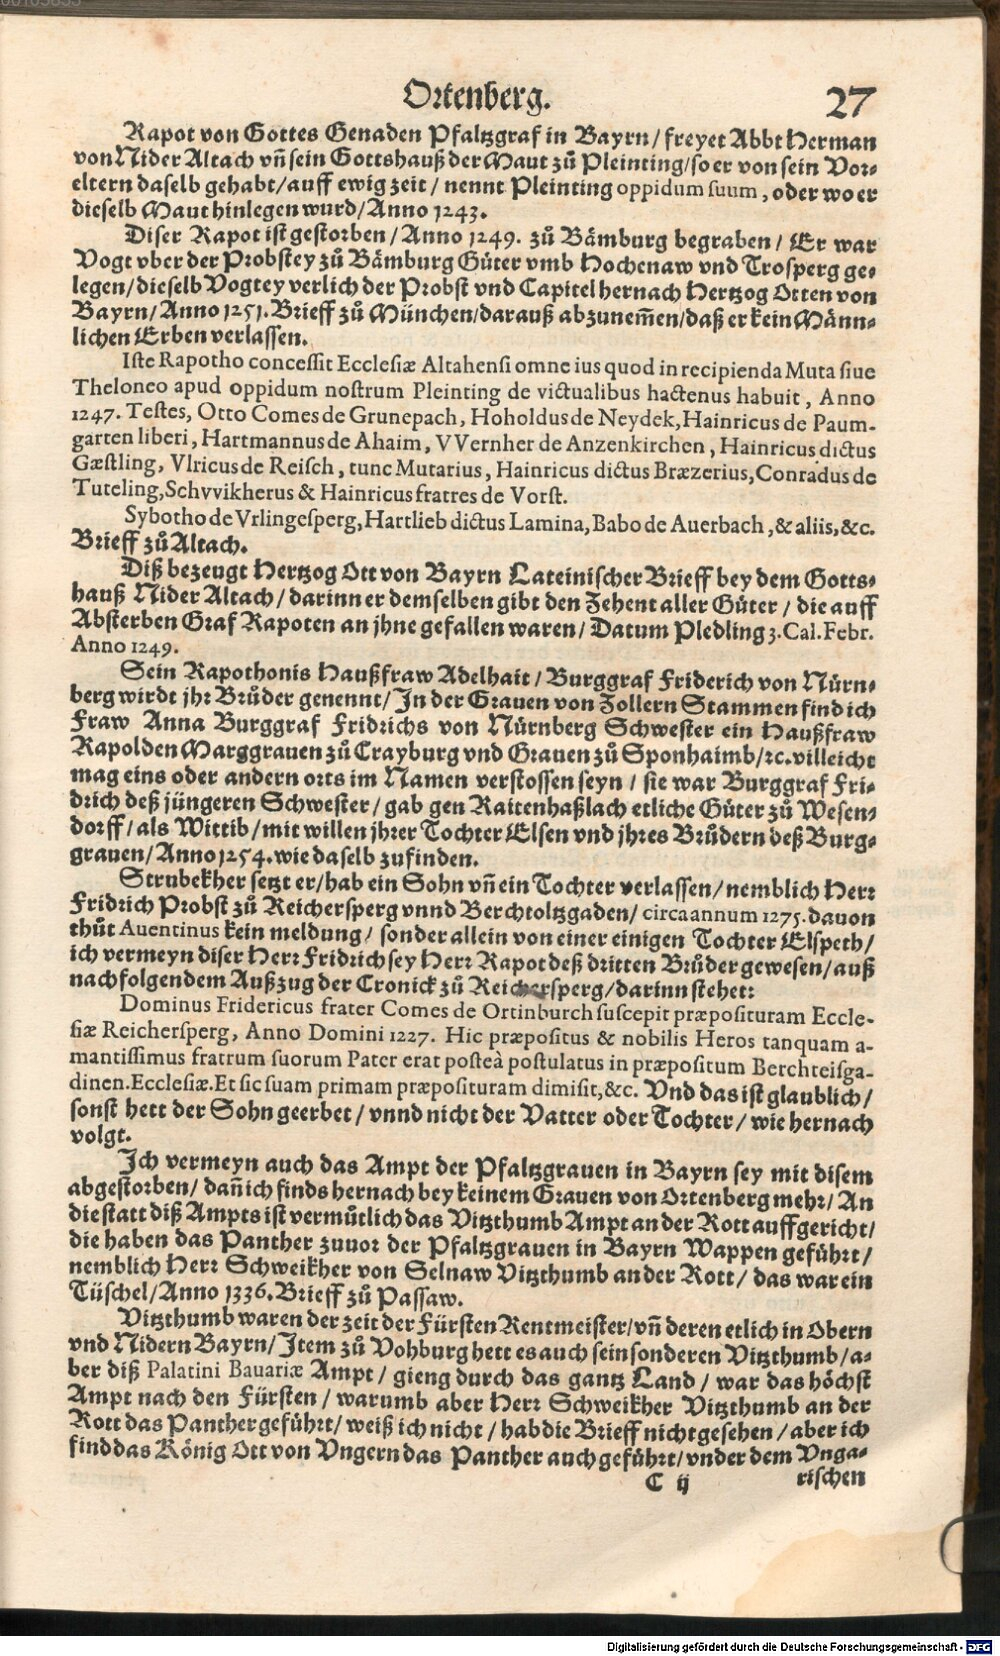 Ortenberg. 27
Rapot von Gottes Genaden Pfaltzgraf in Bayrn/ freyet Abbt Herman
von Nider Altach vñ sein Gottshauß der Maut zů Pleinting/ so er von sein Vor⸗
eltern daselb gehabt/ auff ewig zeit/ nennt Pleinting oppidum suum, oder wo er
dieselb Maut hinlegen wurd/ Anno 1243.
Diser Rapot ist gestorben/ Anno 1249. zů Bämburg begraben/ Er war
Vogt vber der Probstey zů Bämburg Güter vmb Hochenaw vnd Trosperg ge⸗
legen/ dieselb Vogtey verlich der Probst vnd Capitel hernach Hertzog Otten von
Bayrn/ Anno 1251. Brieff zů München/ darauß abzunem̃en/ daß er kein Männ⸗
lichen Erben verlassen.
Iste Rapotho concessit Ecclesiæ Altahensi omne ius quod in recipienda Muta siue
Theloneo apud oppidum nostrum Pleinting de victualibus hactenus habuit, Anno
1247. Testes, Otto Comes de Grunepach, Hoholdus de Neydek, Hainricus de Paum-
garten liberi, Hartmannus de Ahaim, VVernher de Anzenkirchen, Hainricus dictus
Gæstling, Vlricus de Reisch, tunc Mutarius, Hainricus dictus Bræzerius, Conradus de
Tuteling, Schvvikherus & Hainricus fratres de Vorst.
Sybotho de Vrlingesperg, Hartlieb dictus Lamina, Babo de Auerbach, & aliis, &c.
Brieff zů Altach.
Diß bezeugt Hertzog Ott von Bayrn Lateinischer Brieff bey dem Gotts⸗
hauß Nider Altach/ darinn er demselben gibt den Zehent aller Güter/ die auff
Absterben Graf Rapoten an jhne gefallen waren/ Datum Pledling 3. Cal. Febr.
Anno 1249.
Sein Rapothonis Haußfraw Adelhait/ Burggraf Friderich von Nürn⸗
berg wirdt jhr Brůder genennt/ In der Grauen von Zollern Stammen find ich
Fraw Anna Burggraf Fridrichs von Nürnberg Schwester ein Haußfraw
Rapolden Marggrauen zů Crayburg vnd Grauen zů Sponhaimb/ ꝛc. villeicht
mag eins oder andern orts im Namen verstossen seyn/ sie war Burggraf Fri⸗
drich deß jüngeren Schwester/ gab gen Raitenhaßlach etliche Güter zů Wesen⸗
dorff/ als Wittib/ mit willen jhrer Tochter Elsen vnd jhres Brůdern deß Burg⸗
grauen/ Anno 1254. wie daselb zufinden.
Strubekher setzt er/ hab ein Sohn vñ ein Tochter verlassen/ nemblich Herr
Fridrich Probst zů Reichersperg vnnd Berchtoltzgaden/ circa annum 1275. dauon
thůt Auentinus kein meldung/ sonder allein von einer einigen Tochter Elspeth/
ich vermeyn diser Herr Fridrich sey Herr Rapot deß dritten Brůder gewesen/ auß
nachfolgendem Außzug der Cronick zů Reichersperg/ darinn stehet:
Dominus Fridericus frater Comes de Ortinburch suscepit præposituram Eccle-
siæ Reichersperg, Anno Domini 1227. Hic præpositus & nobilis Heros tanquam a-
mantissimus fratrum suorum Pater erat posteà postulatus in præpositum Berchteisga-
dinen. Ecclesiæ. Et sic suam primam præposituram dimisit, &c. Vnd das ist glaublich/
sonst hett der Sohn geerbet/ vnnd nicht der Vatter oder Tochter/ wie hernach
volgt.
Ich vermeyn auch das Ampt der Pfaltzgrauen in Bayrn sey mit disem
abgestorben/ dañ ich finds hernach bey keinem Grauen von Ortenberg mehr/ An
die statt diß Ampts ist vermůtlich das Vitzthumb Ampt an der Rott auffgericht/
die haben das Panther zuuor der Pfaltzgrauen in Bayrn Wappen geführt/
nemblich Herr Schweikher von Selnaw Vitzthumb an der Rott/ das war ein
Tüschel/ Anno 1336. Brieff zů Passaw.
Vitzthumb waren der zeit der Fürsten Rentmeister/ vñ deren etlich in Obern
vnd Nidern Bayrn/ Item zů Vohburg hett es auch sein sonderen Vitzthumb/ a⸗
ber diß Palatini Bauariæ Ampt/ gieng durch das gantz Land/ war das höchst
Ampt nach den Fürsten/ warumb aber Herr Schweikher Vitzthumb an der
Rott das Panther geführt/ weiß ich nicht/ hab die Brieff nicht gesehen/ aber ich
find das König Ott von Vngern das Panther auch geführt/ vnder dem Vnga⸗
C ij rischen
Digitalisierung gefördert durch die Deutsche Forschungsgemeinschaft - DFG